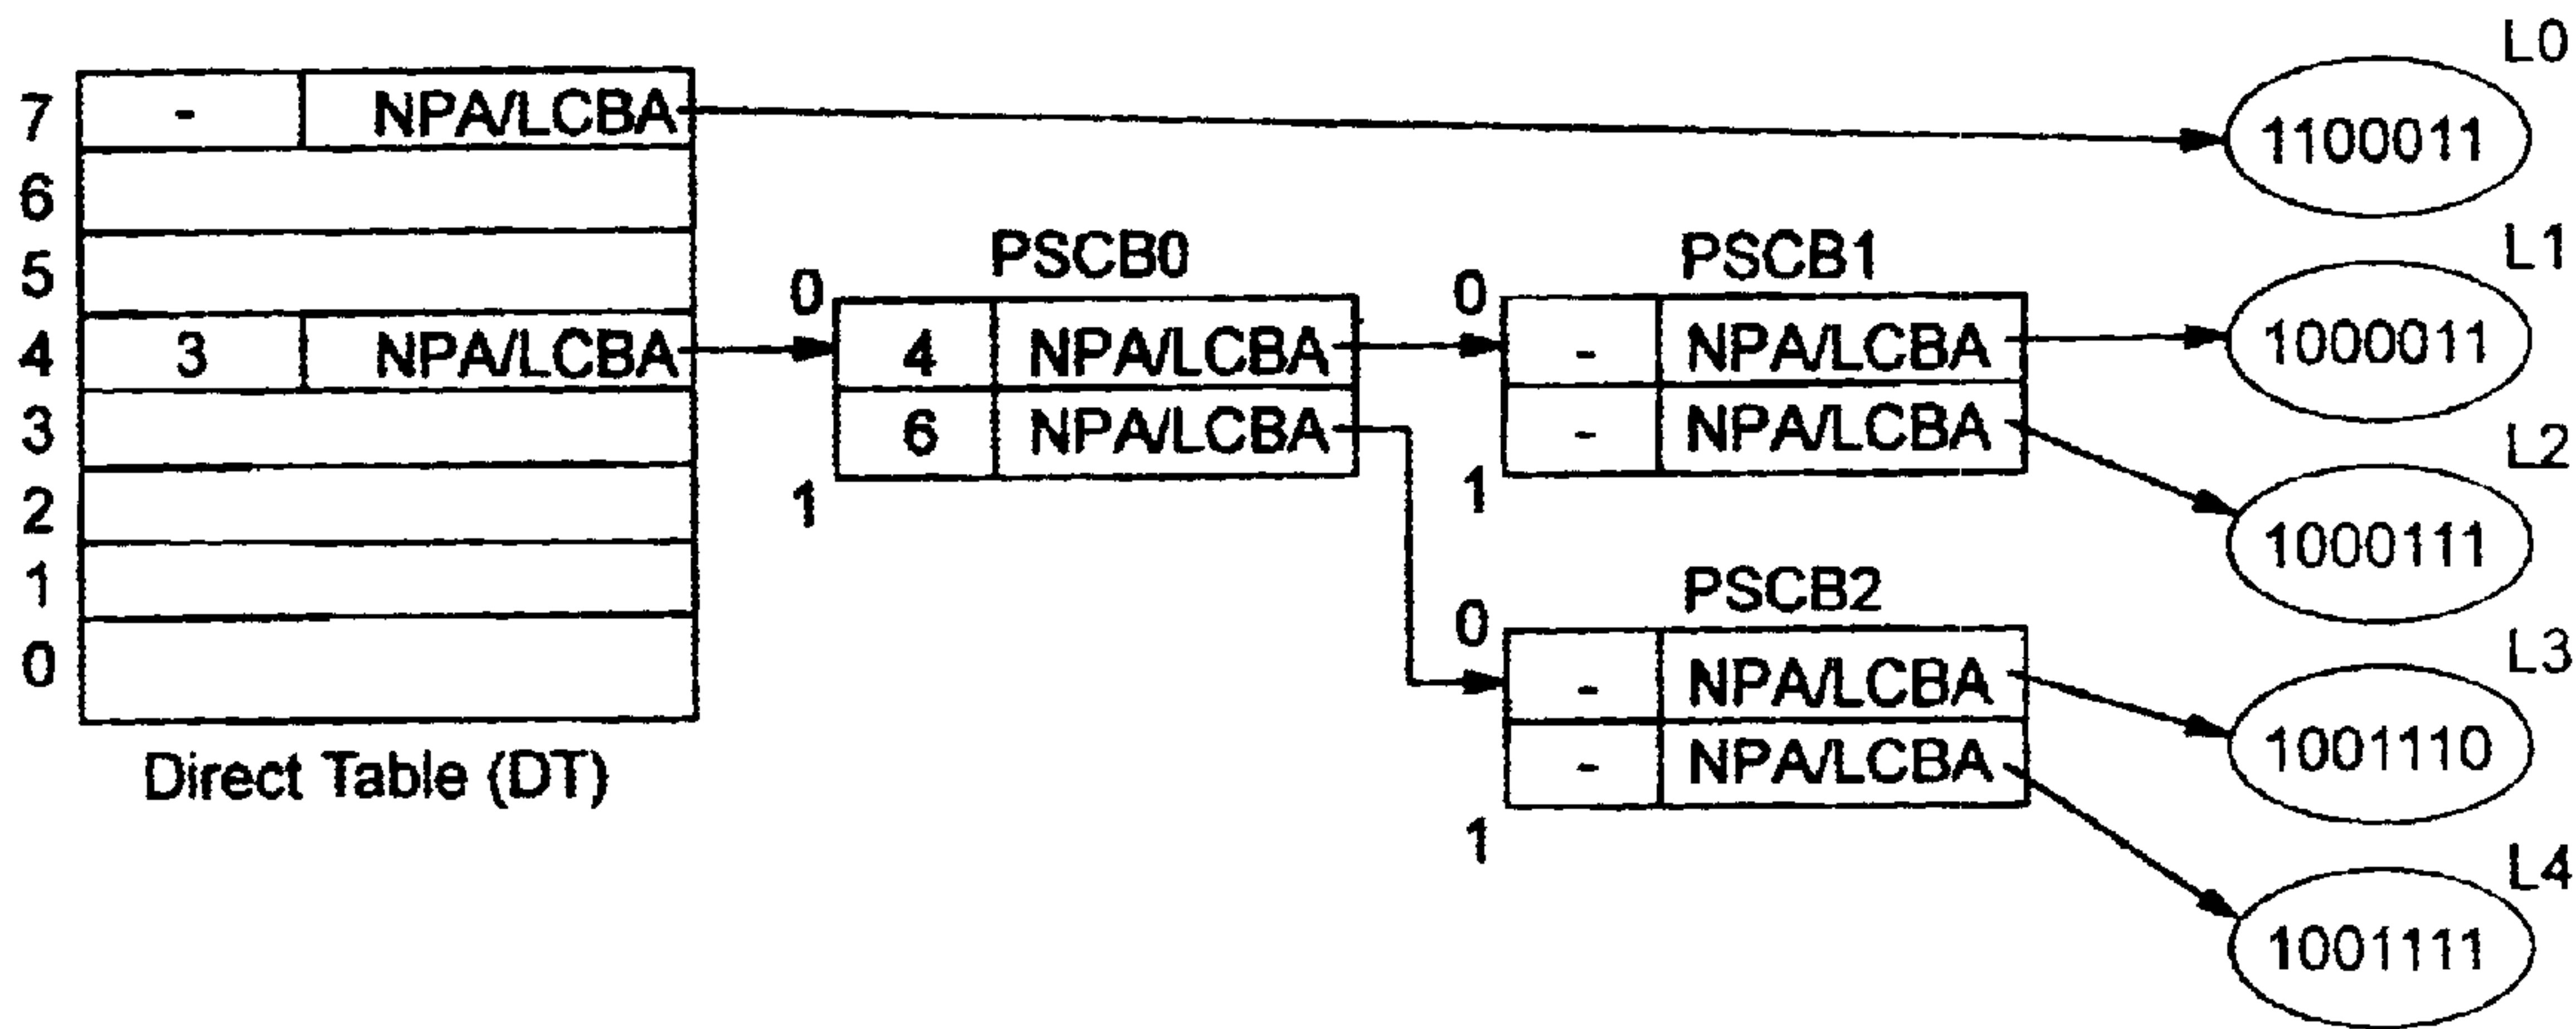 L0
7 - NPA/LCBA 1100011
6
L1
5 PSCB0 PSCB1
0 0
4 3 NPA/LCBA 4 NPA/LCBA - NPA/LCBA 1000011
3 6 NPA/LCBA - NPA/LCBA
L2
2 1 1
1000111
1 PSCB2
0
L3
0 - NPA/LCBA
1001110
Direct Table (DT) - NPA/LCBA
1
L4
1001111